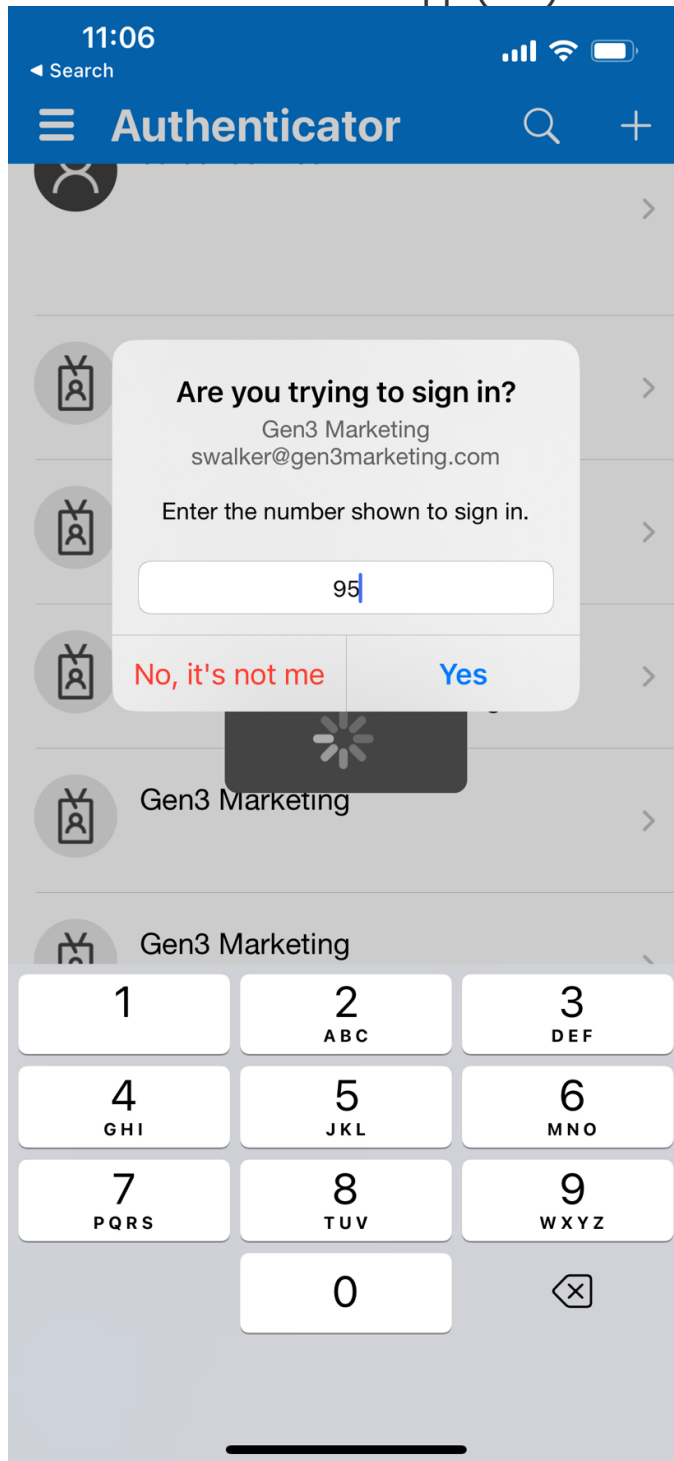 11:06
◀ Search
Authenticator
Are you trying to sign in?
Gen3 Marketing
swalker@gen3marketing.com
Enter the number shown to sign in.
95
No, it's not me
Yes
Gen3 Marketing
Gen3 Marketing
1
2
ABC
3
DEF
4
GHI
5
JKL
6
MNO
7
PQRS
8
TUV
9
WXYZ
0